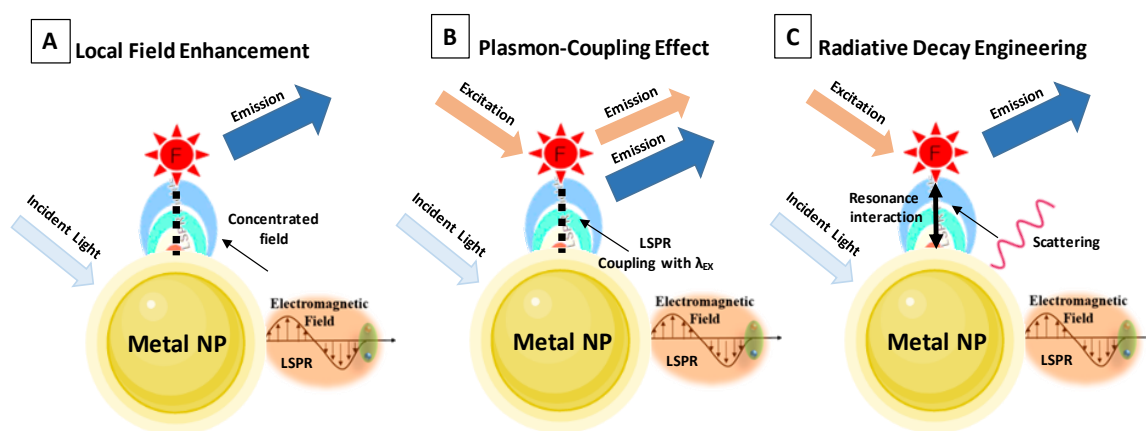 A
Local Field Enhancement
Emission
F
Incident Light
Concentrated
field
Metal NP
Electromagnetic
Field
LSPR
B
Plasmon-Coupling Effect
Excitation
Emission
Emission
F
Incident Light
LSPR
Coupling with λEX
Metal NP
Electromagnetic
Field
LSPR
C
Radiative Decay Engineering
Excitation
Emission
F
Resonance
interaction
Incident Light
Scattering
Metal NP
Electromagnetic
Field
LSPR